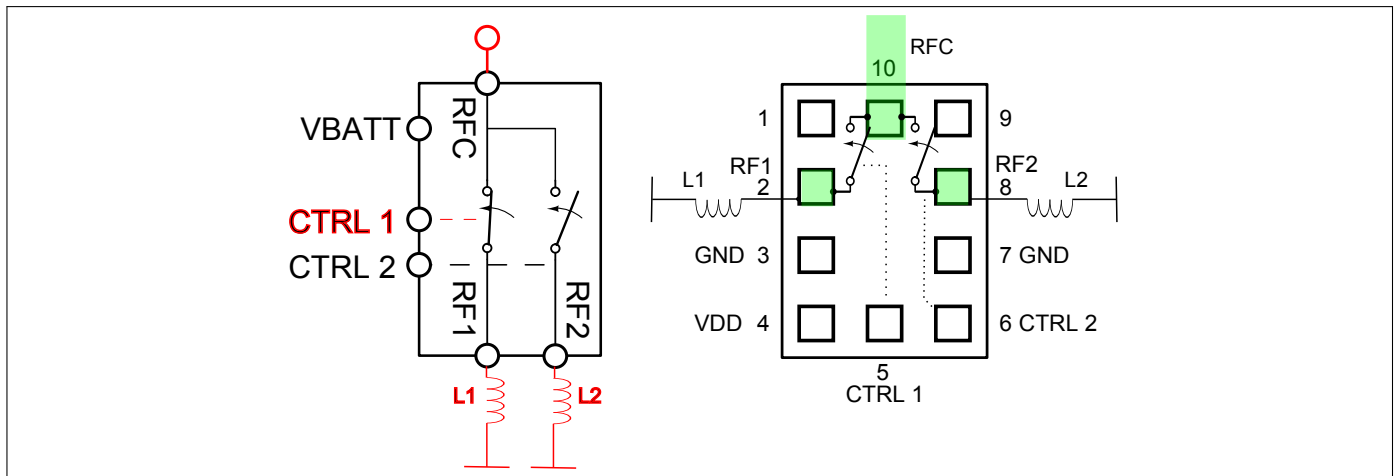 VBATT
CTRL 1
CTRL 2
RFC
RF1
RF2
L1
L2
RFC
10
1
9
RF1
RF2
L1
2
8
L2
GND 3
7 GND
VDD 4
6 CTRL 2
5
CTRL 1